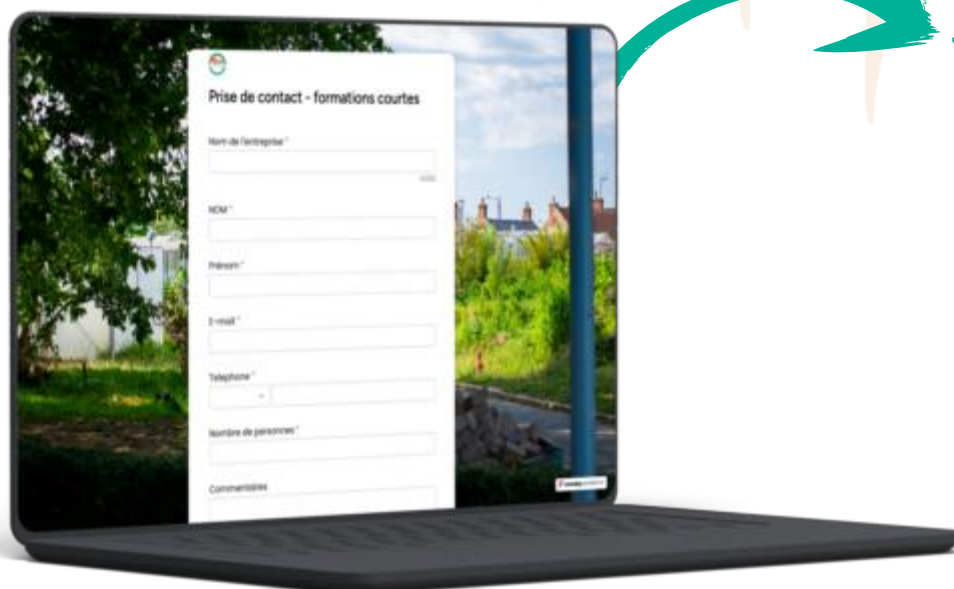 Prise de contact - formations courtes
Nom de l'entreprise *
NOM *
Prénom *
E-mail *
Telephone *
Nombre de personnes *
Commentaires